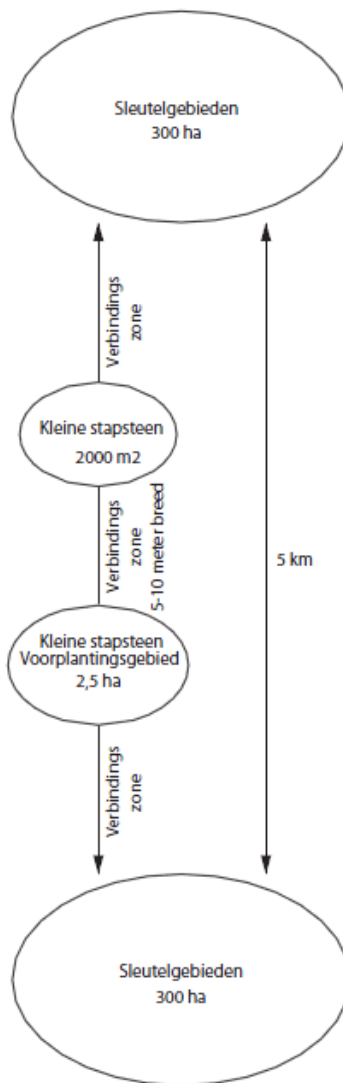 Sleutelgebieden
300 ha
Verbindings
zone
Kleine stapsteen
2000 m2
Verbindings
zone
5-10 meter breed
5 km
Kleine stapsteen
Voorplantingsgebied
2,5 ha
Verbindings
zone
Sleutelgebieden
300 ha